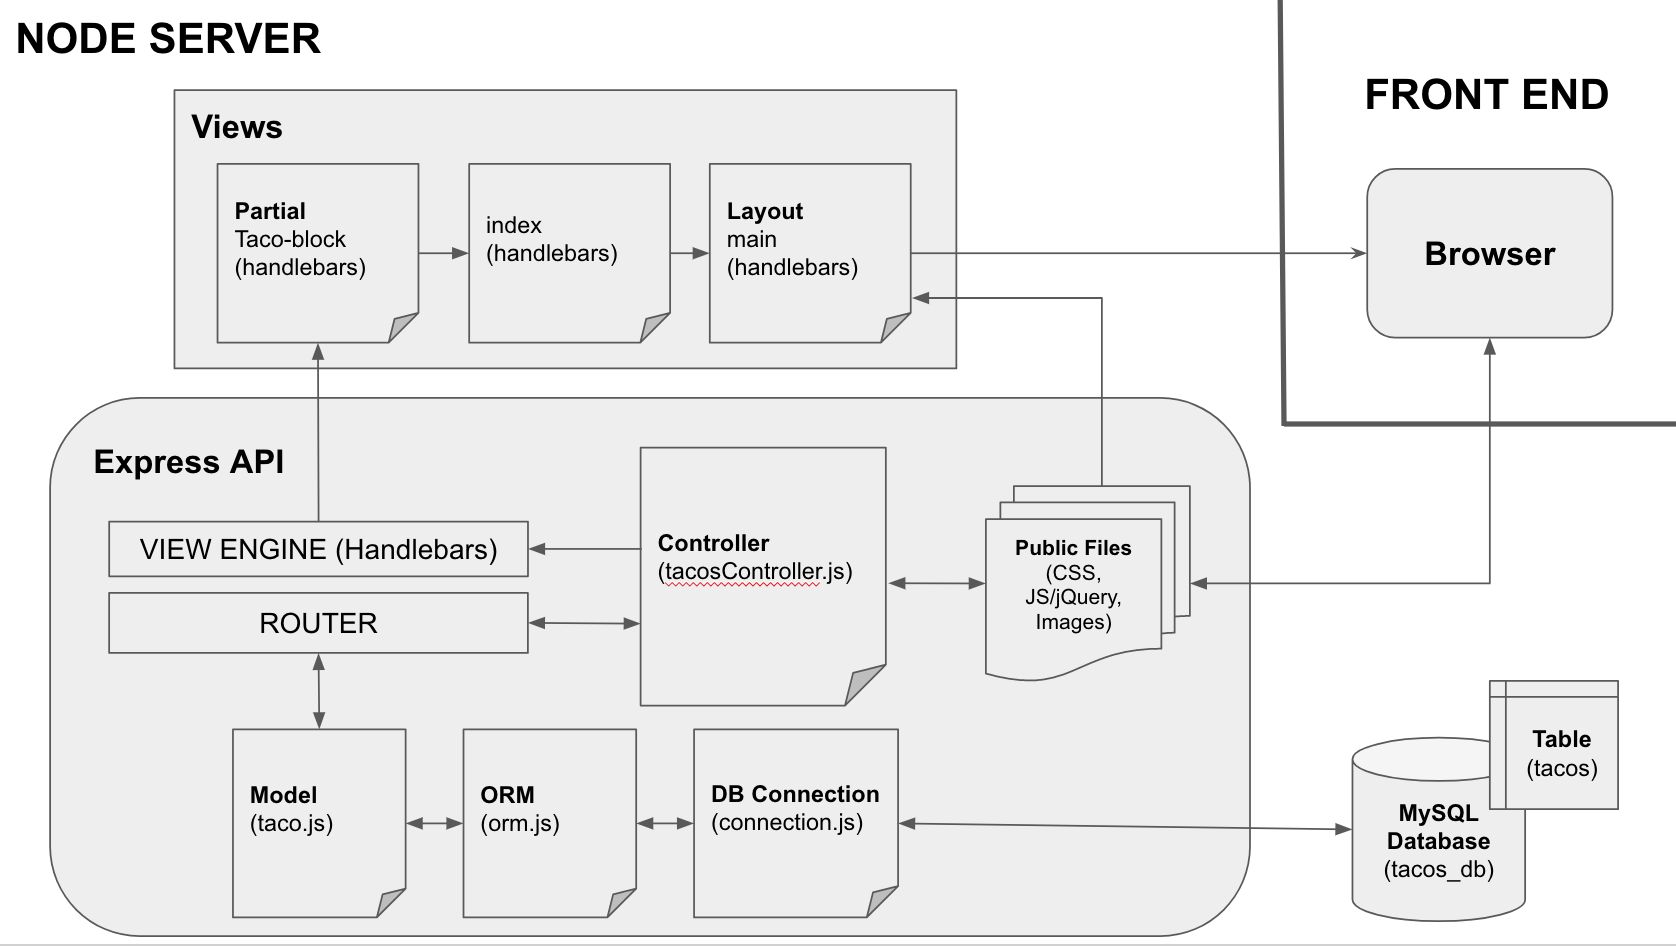 NODE SERVER
FRONT END
Views
Partial
Taco-block
(handlebars)
index
(handlebars)
Layout
main
(handlebars)
Browser
Express API
VIEW ENGINE (Handlebars)
ROUTER
Controller
(tacosController.js)
Public Files
(CSS,
JS/jQuery,
Images)
Model
(taco.js)
ORM
(orm.js)
DB Connection
(connection.js)
Table
(tacos)
MySQL
Database
(tacos_db)